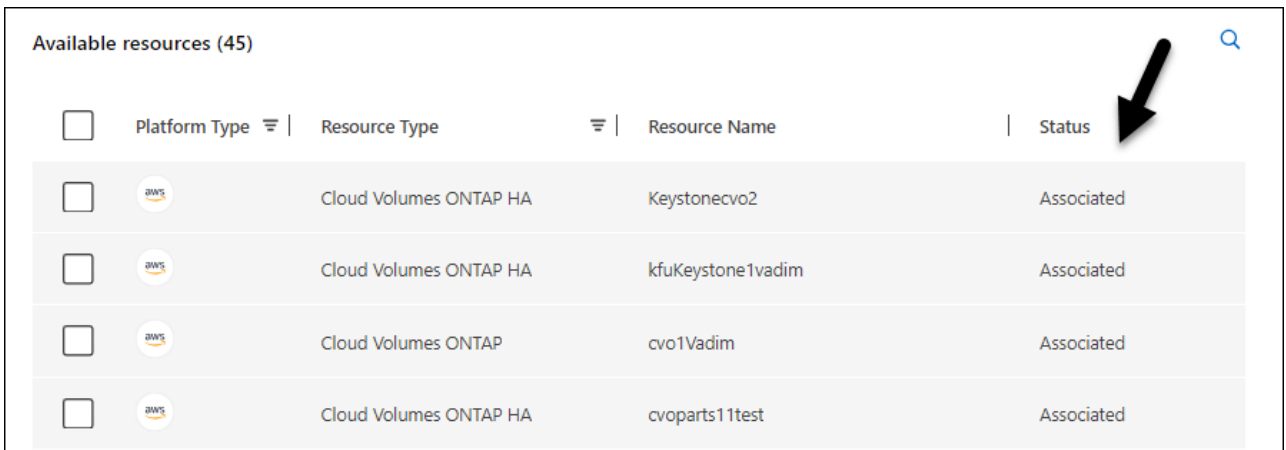 Available resources (45)
Platform Type Resource Type Resource Name Status
aws Cloud Volumes ONTAP HA Keystonecvo2 Associated
aws Cloud Volumes ONTAP HA kfuKeystone1vadim Associated
aws Cloud Volumes ONTAP cvo1Vadim Associated
aws Cloud Volumes ONTAP HA cvoparts11test Associated